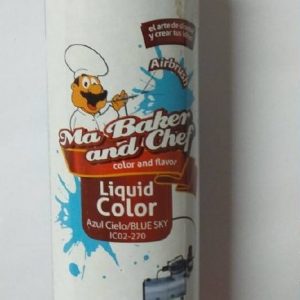 el arte de
y crear tus
Airbrush
Ma Baker
and Chef
color and flavor
Liquid
Color
Azul Cielo/BLUE SKY
IC02-270